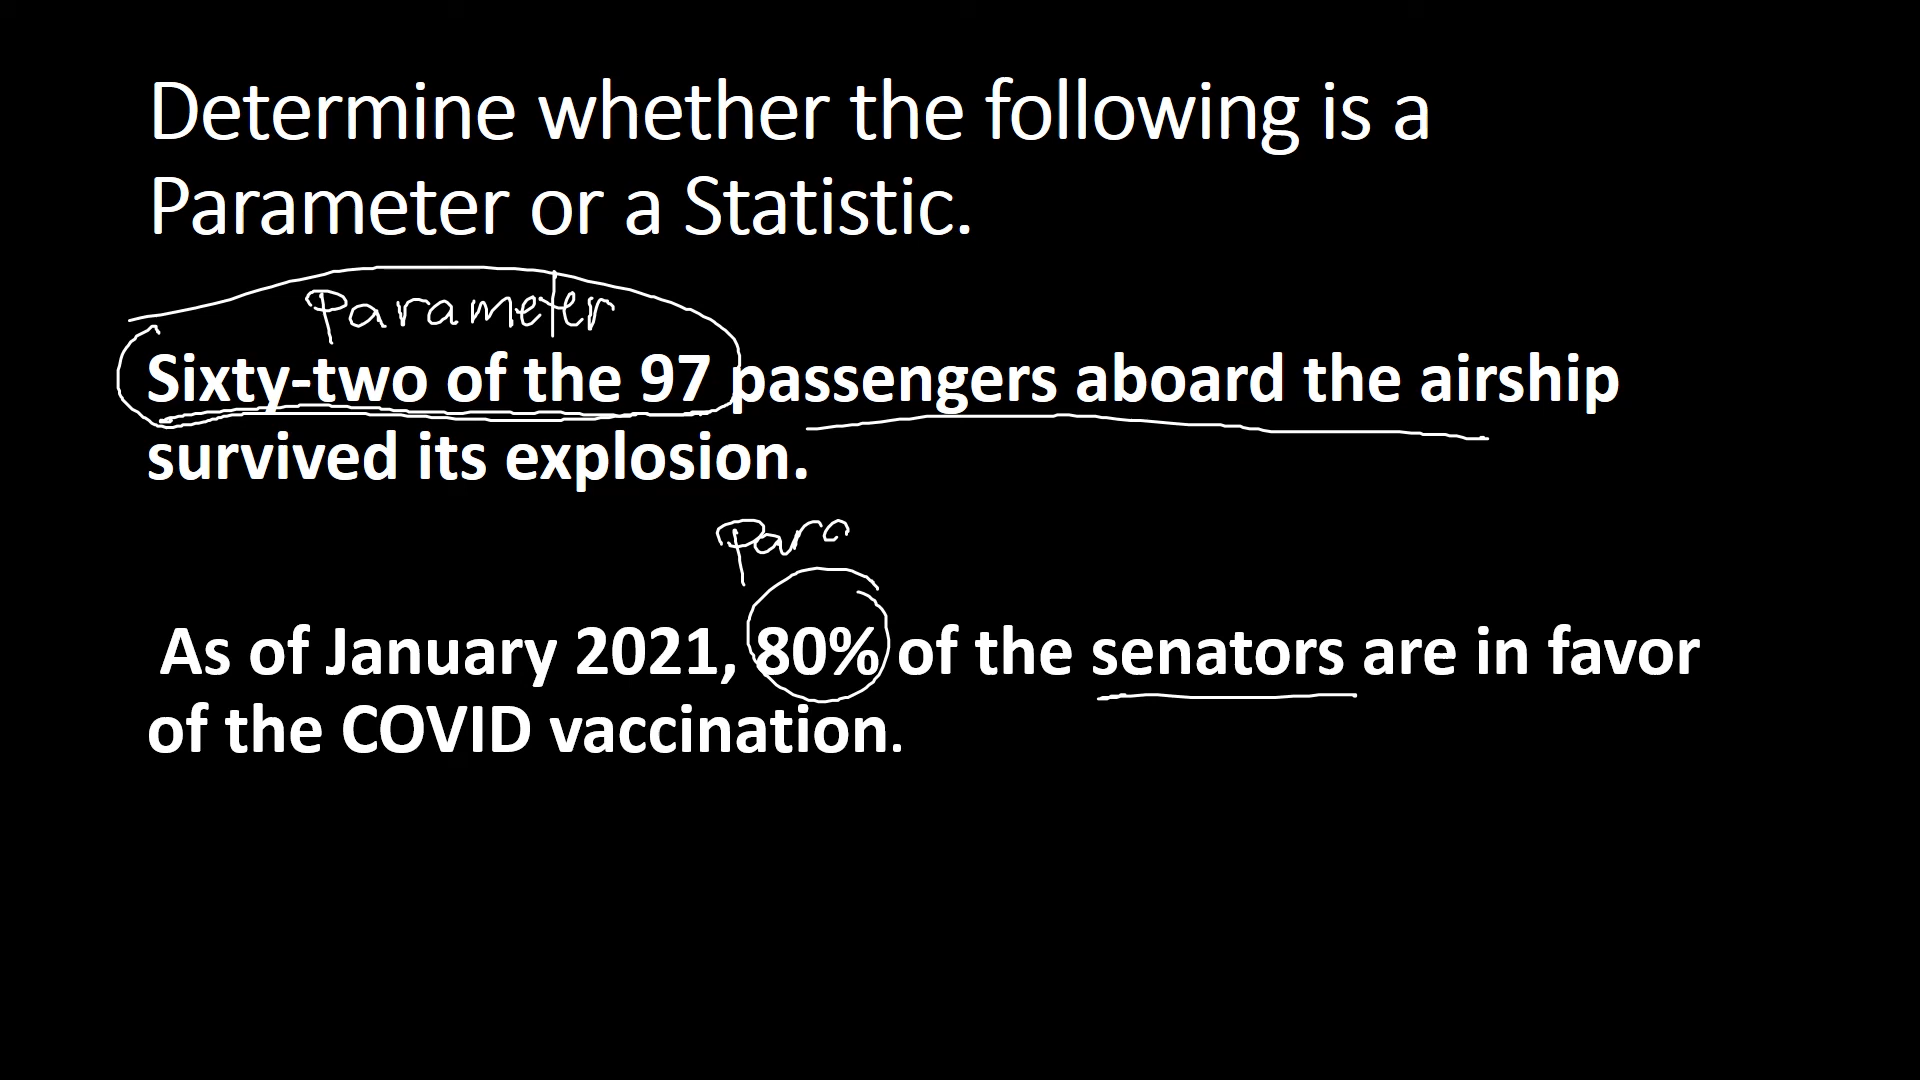 Determine whether the following is a
Parameter or a Statistic.
Parameter
Sixty-two of the 97 passengers aboard the airship
survived its explosion.
Para
As of January 2021, 80% of the senators are in favor
of the COVID vaccination.